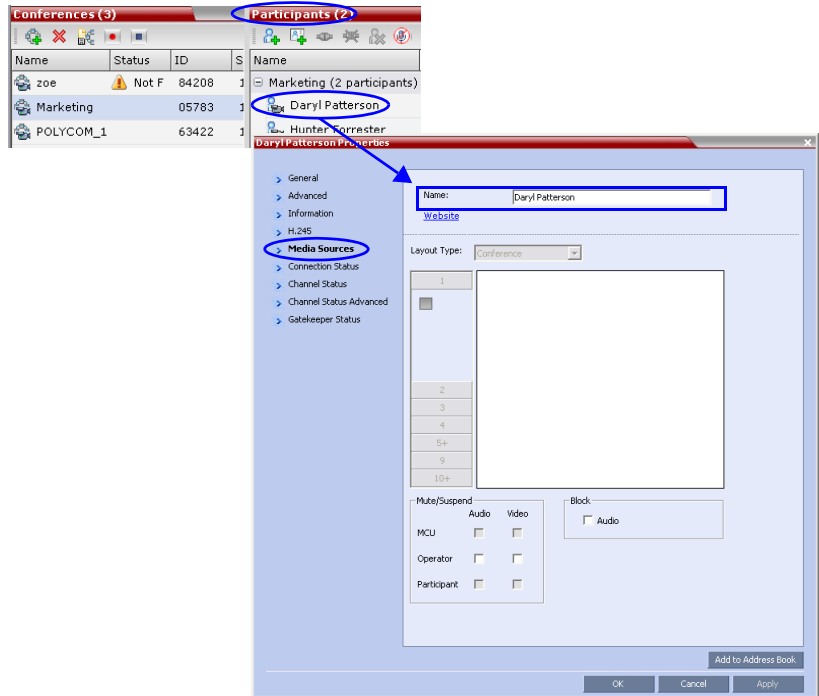 Conferences (3)
Name Status ID S
zoe Not F 84208 1
Marketing 05783 1
POLYCOM_1 63422 1
Participants (2)
Name
Marketing (2 participants)
Daryl Patterson
Hunter Forrester
Daryl Patterson Properties
General
Advanced
Information
H.245
Media Sources
Connection Status
Channel Status
Channel Status Advanced
Gatekeeper Status
Name: Daryl Patterson
Website
Layout Type: Conference
1
2
3
4
5+
9
10+
Mute/Suspend
Audio Video
MCU
Operator
Participant
Block
Audio
Add to Address Book
OK Cancel Apply